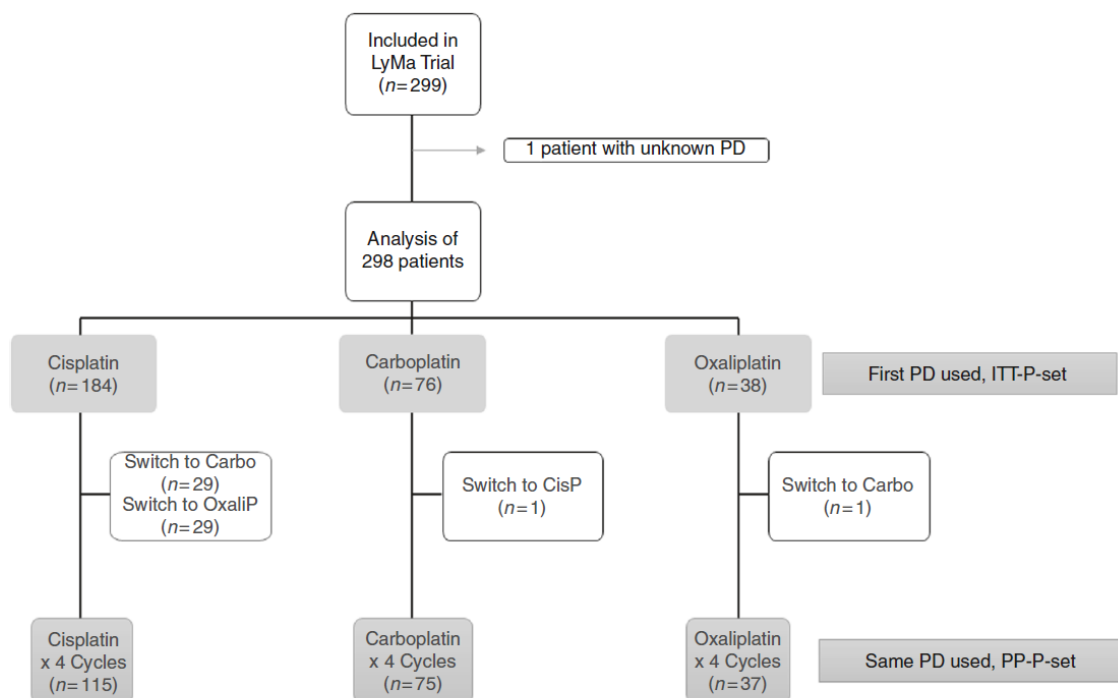 Included in
LyMa Trial
(n=299)
1 patient with unknown PD
Analysis of
298 patients
Cisplatin
(n=184)
Carboplatin
(n=76)
Oxaliplatin
(n=38)
First PD used, ITT-P-set
Switch to Carbo
(n=29)
Switch to OxaliP
(n=29)
Switch to CisP
(n=1)
Switch to Carbo
(n=1)
Cisplatin
x 4 Cycles
(n=115)
Carboplatin
x 4 Cycles
(n=75)
Oxaliplatin
x 4 Cycles
(n=37)
Same PD used, PP-P-set